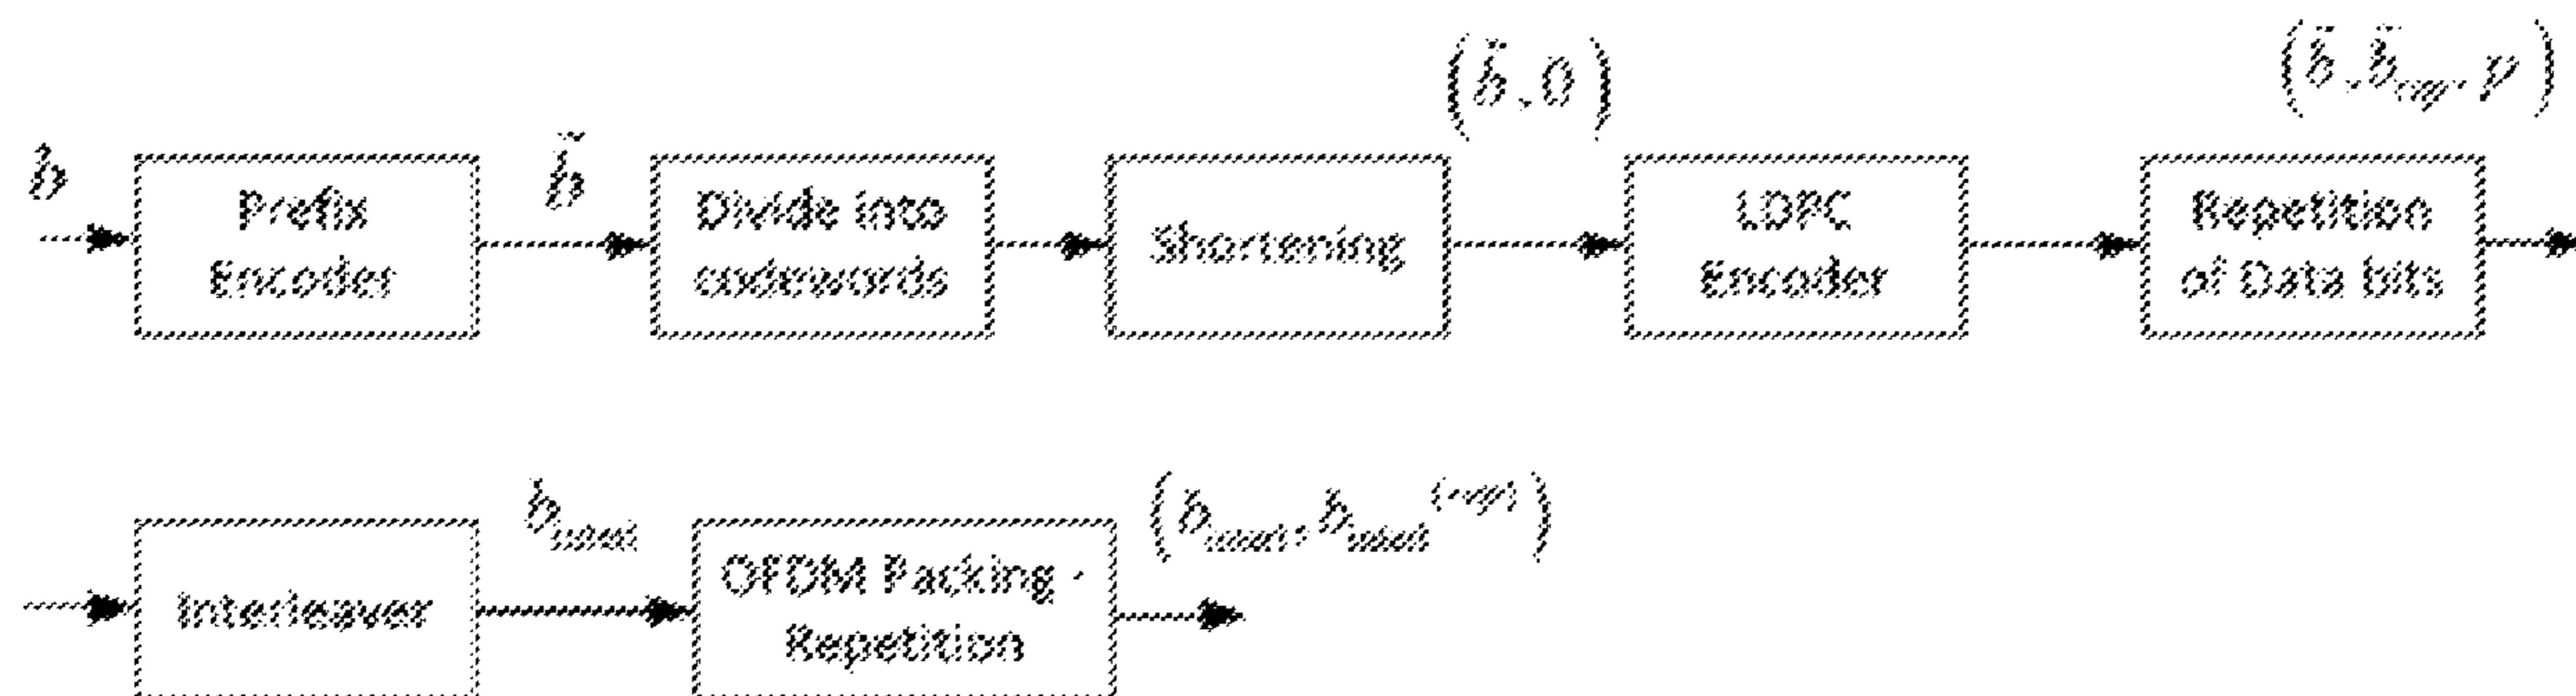 (b̃, 0)
b
b̃
Prefix
Encoder
Divide into
codewords
Shortening
LDPC
Encoder
Repetition
of Data bits
Interleaver
OFDM Packing -
Repetition